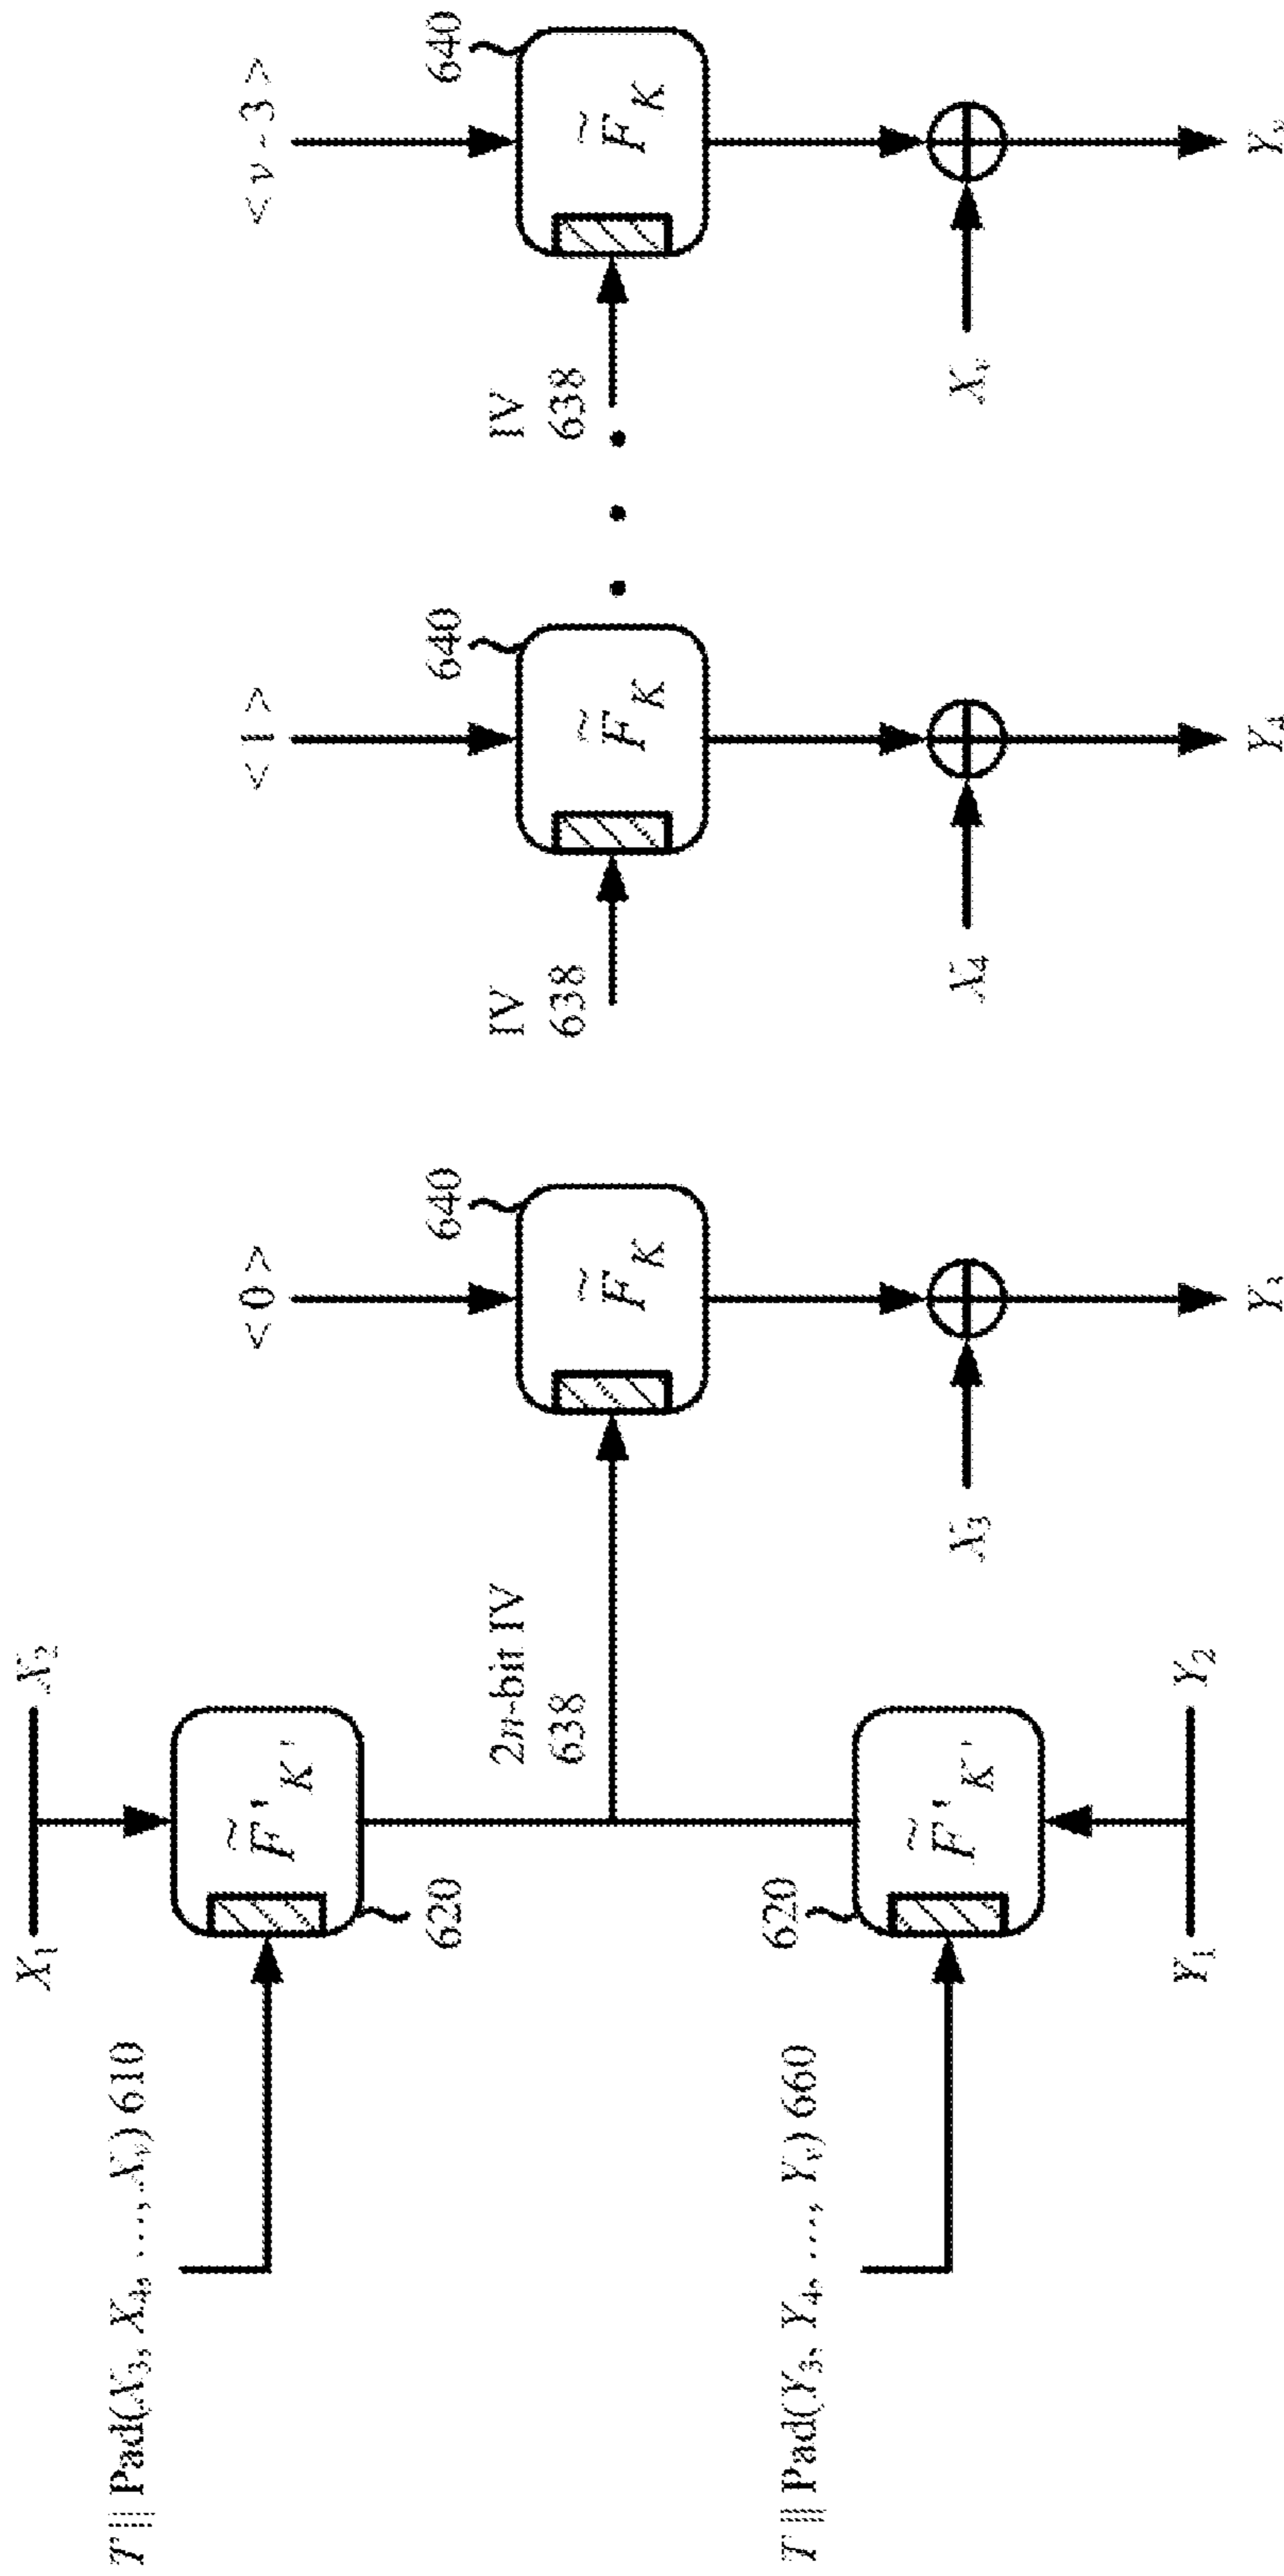 X₁ X₂
T || Pad(X₃, X₄, ..., Xᵥ) 610
F̃'K'
620
2n-bit IV
638
<0>
640
F̃K
X₃
Y₃
IV
638
<1>
640
F̃K
X₄
Y₄
IV
638
<v-3>
640
F̃K
Xᵥ
Yᵥ
T || Pad(Y₃, Y₄, ..., Yᵥ) 660
620
F̃'K'
Y₁ Y₂